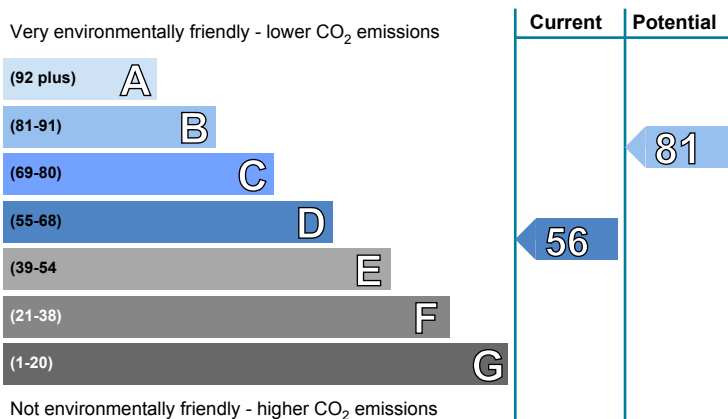 Current Potential
Very environmentally friendly - lower CO2 emissions
(92 plus) A
(81-91) B
(69-80) C
(55-68) D
(39-54 E
(21-38) F
(1-20) G
81
56
Not environmentally friendly - higher CO2 emissions